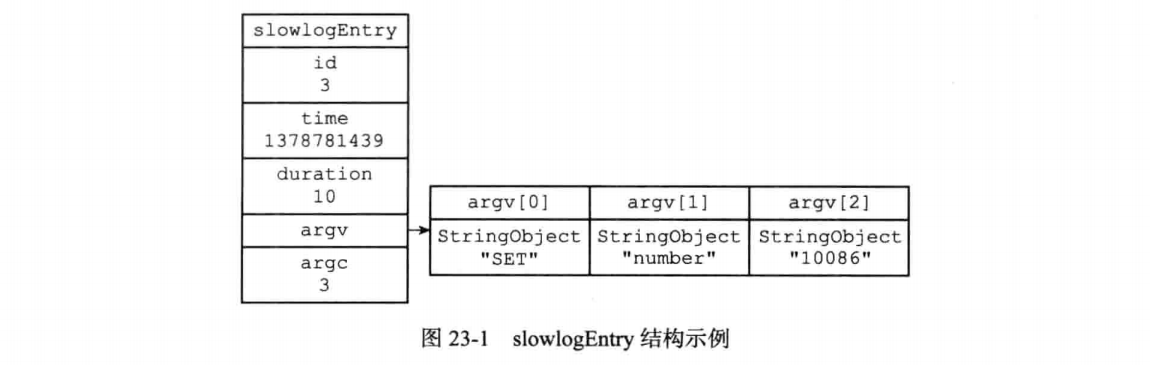 slowlogEntry
id
3
time
1378781439
duration
10
argv
argc
3
argv[0] argv[1] argv[2]
StringObject StringObject StringObject
"SET" "number" "10086"
图 23-1 slowlogEntry 结构示例